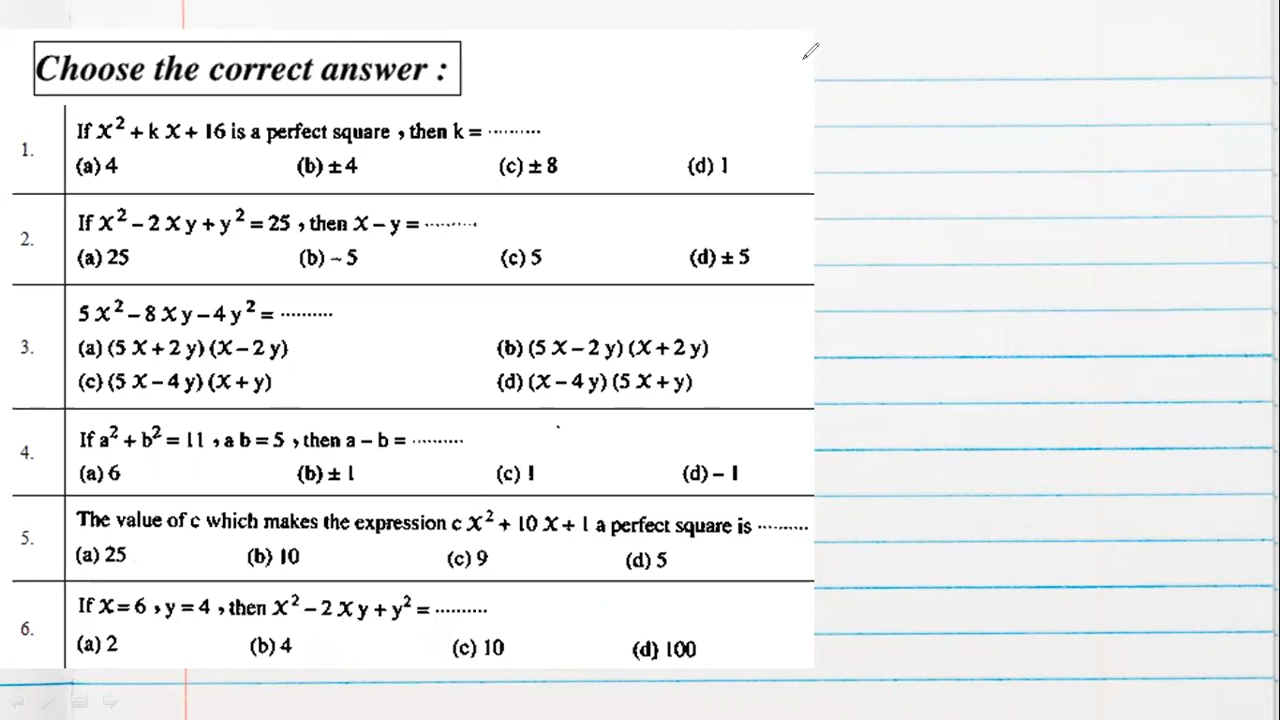 Choose the correct answer :
1. If x² + k x + 16 is a perfect square , then k = ··········
(a) 4 (b) ± 4 (c) ± 8 (d) 1
2. If x² – 2 x y + y² = 25 , then x – y = ··········
(a) 25 (b) – 5 (c) 5 (d) ± 5
3. 5 x² – 8 x y – 4 y² = ··········
(a) (5 x + 2 y) (x – 2 y) (b) (5 x – 2 y) (x + 2 y)
(c) (5 x – 4 y) (x + y) (d) (x – 4 y) (5 x + y)
4. If a² + b² = 11 , a b = 5 , then a – b = ··········
(a) 6 (b) ± 1 (c) 1 (d) – 1
5. The value of c which makes the expression c x² + 10 x + 1 a perfect square is ··········
(a) 25 (b) 10 (c) 9 (d) 5
6. If x = 6 , y = 4 , then x² – 2 x y + y² = ··········
(a) 2 (b) 4 (c) 10 (d) 100